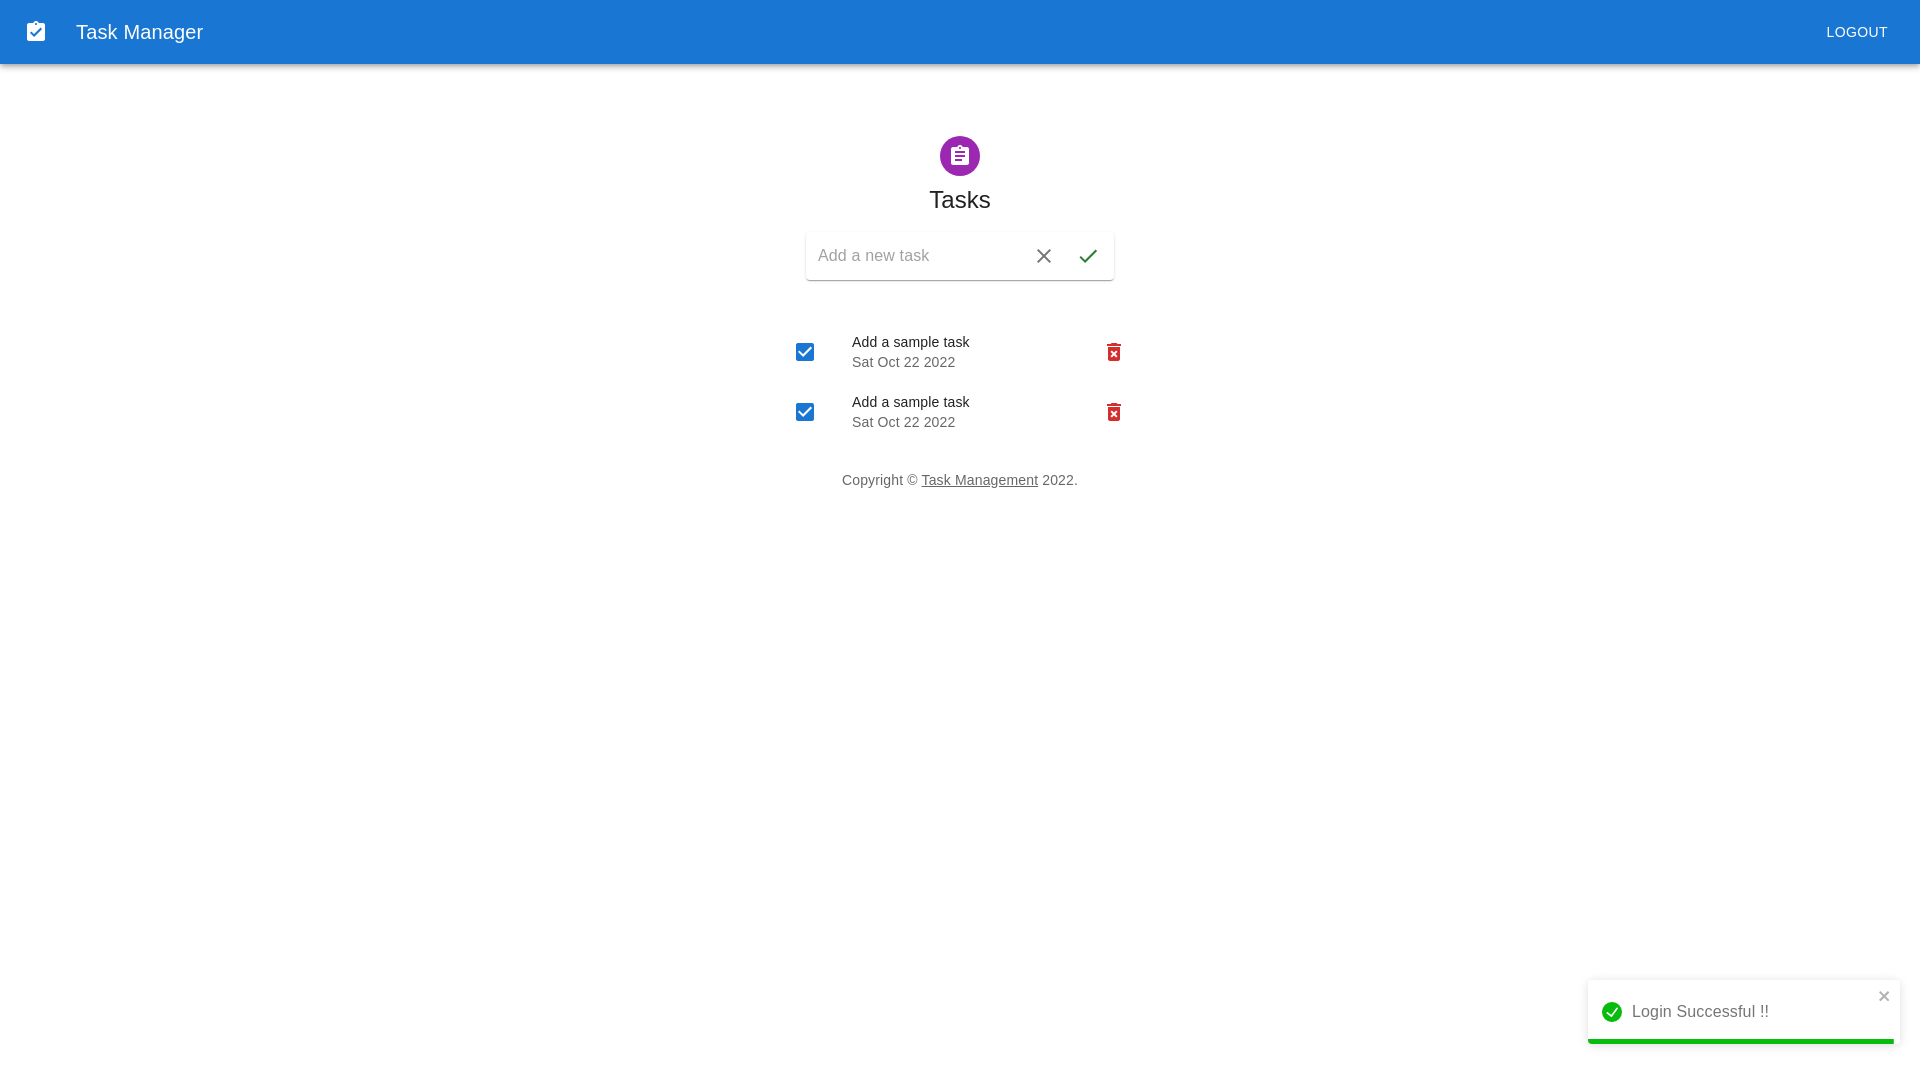 Task Manager
LOGOUT
Tasks
Add a new task
Add a sample task
Sat Oct 22 2022
Add a sample task
Sat Oct 22 2022
Copyright © Task Management 2022.
Login Successful !!